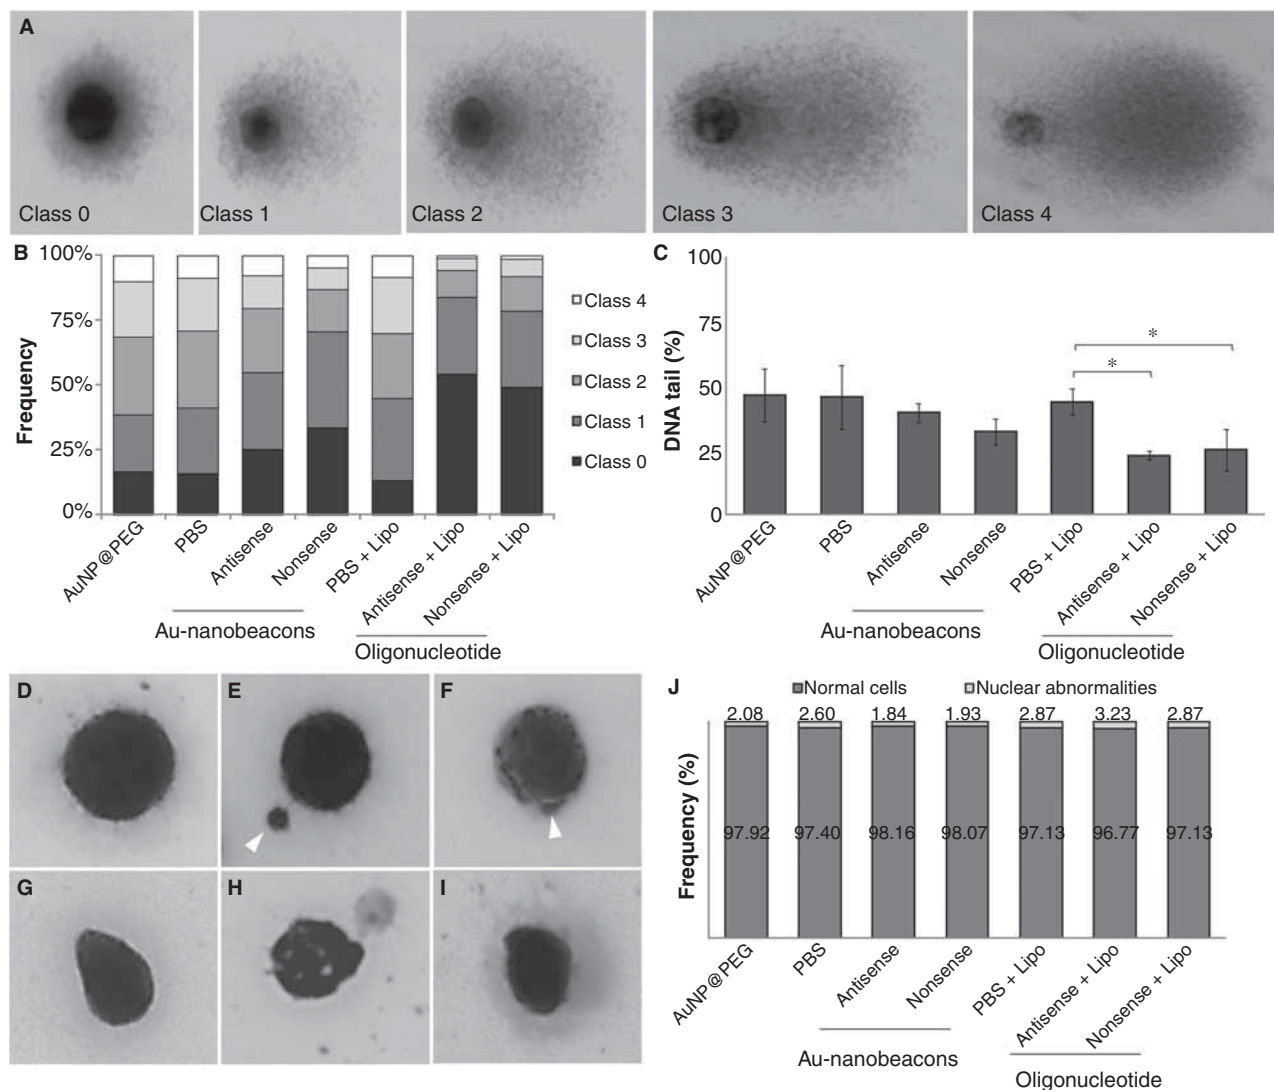 A
Class 0
Class 1
Class 2
Class 3
Class 4
B
100%
75%
50%
25%
0%
Frequency
Class 4
Class 3
Class 2
Class 1
Class 0
AuNP@PEG
PBS
Antisense
Nonsense
PBS + Lipo
Antisense + Lipo
Nonsense + Lipo
Au-nanobeacons
Oligonucleotide
C
100
75
50
25
0
DNA tail (%)
*
*
AuNP@PEG
PBS
Antisense
Nonsense
PBS + Lipo
Antisense + Lipo
Nonsense + Lipo
Au-nanobeacons
Oligonucleotide
D
E
F
G
H
I
J
Normal cells
Nuclear abnormalities
2.08 2.60 1.84 1.93 2.87 3.23 2.87
Frequency (%)
97.92 97.40 98.16 98.07 97.13 96.77 97.13
AuNP@PEG
PBS
Antisense
Nonsense
PBS + Lipo
Antisense + Lipo
Nonsense + Lipo
Au-nanobeacons
Oligonucleotide